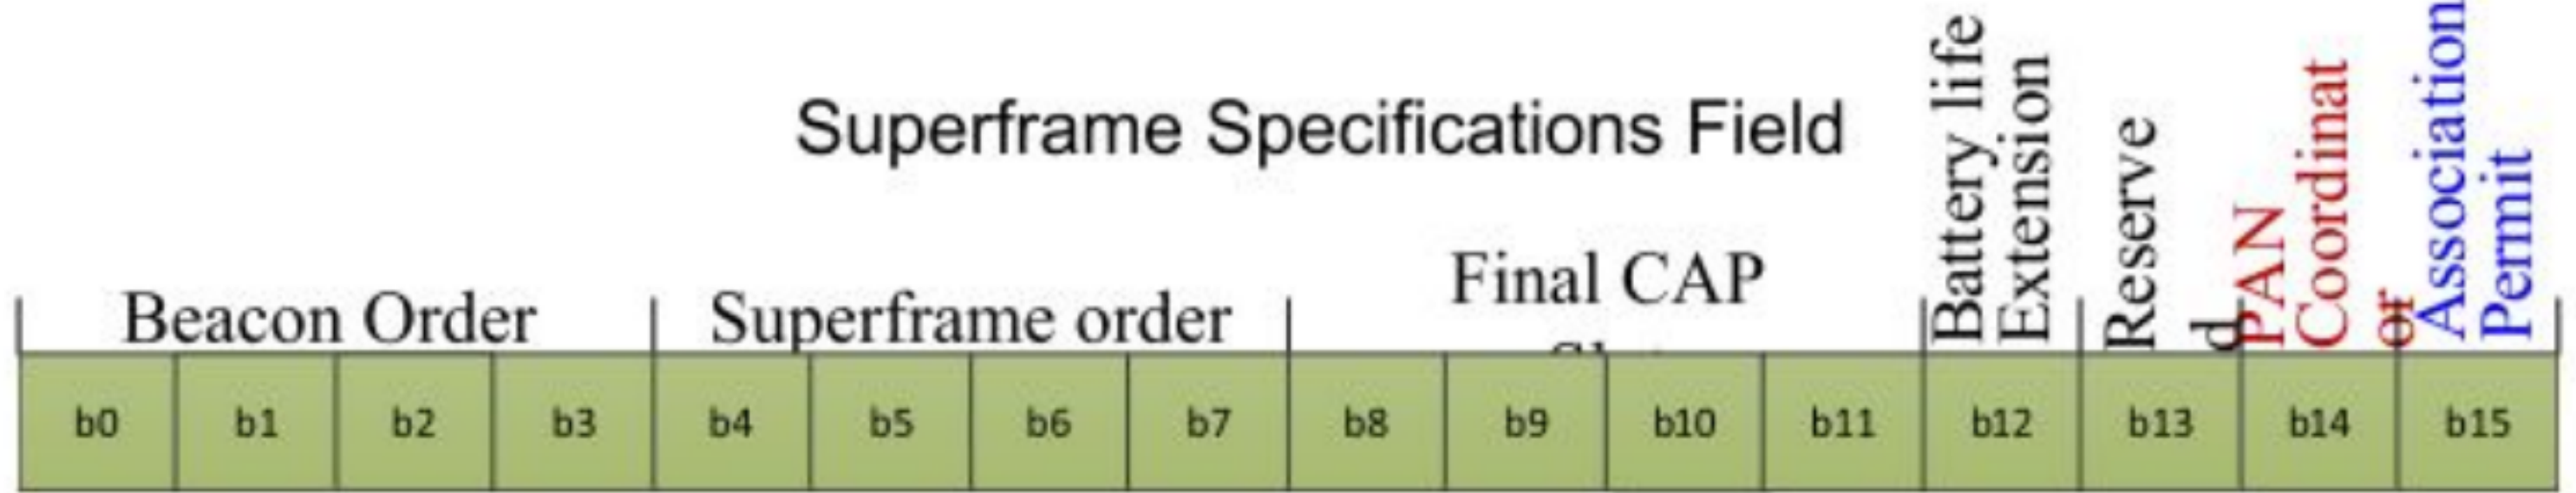 Superframe Specifications Field
Beacon Order
Superframe order
Final CAP
Battery life
Extension
Reserve
d
PAN
Coordinat
or
Association
Permit
b0 b1 b2 b3 b4 b5 b6 b7 b8 b9 b10 b11 b12 b13 b14 b15